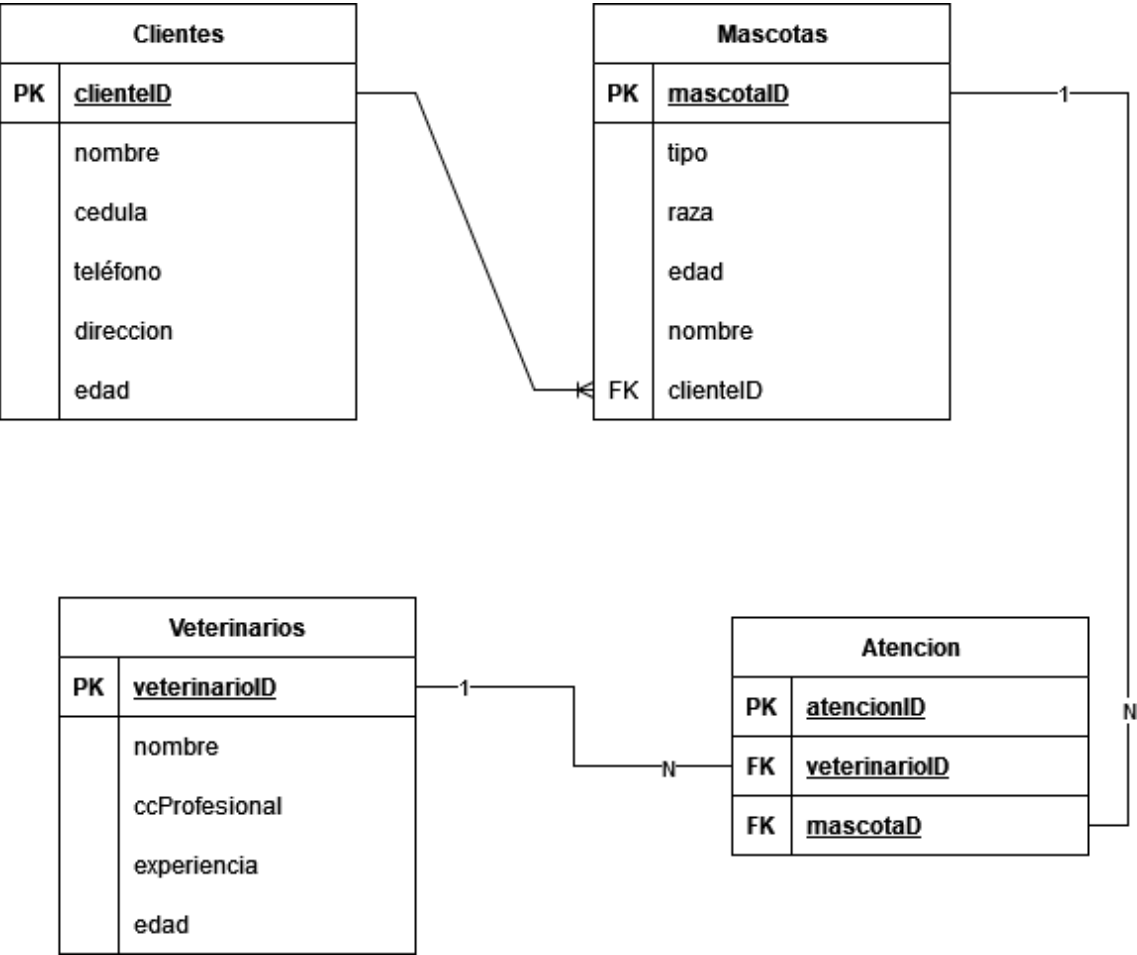 Clientes
PK clienteID
nombre
cedula
teléfono
direccion
edad
Mascotas
PK mascotaID
tipo
raza
edad
nombre
FK clienteID
1
N
Veterinarios
PK veterinarioID
nombre
ccProfesional
experiencia
edad
1
N
Atencion
PK atencionID
FK veterinarioID
FK mascotaD